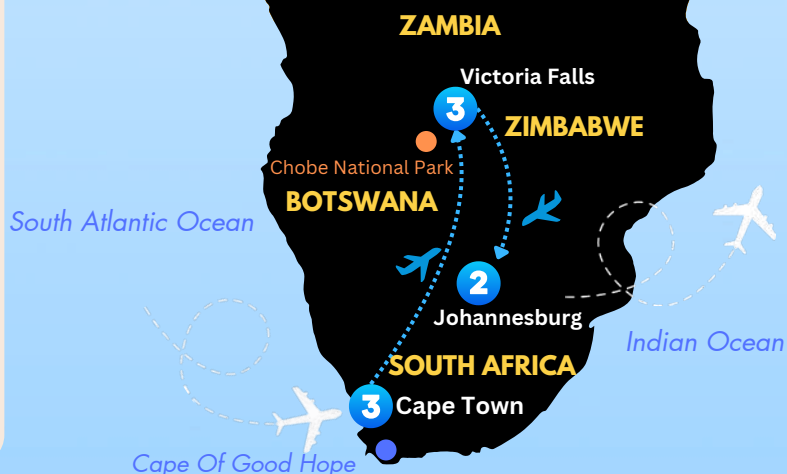 ZAMBIA
Victoria Falls
3
ZIMBABWE
Chobe National Park
BOTSWANA
South Atlantic Ocean
2
Johannesburg
Indian Ocean
SOUTH AFRICA
3
Cape Town
Cape Of Good Hope